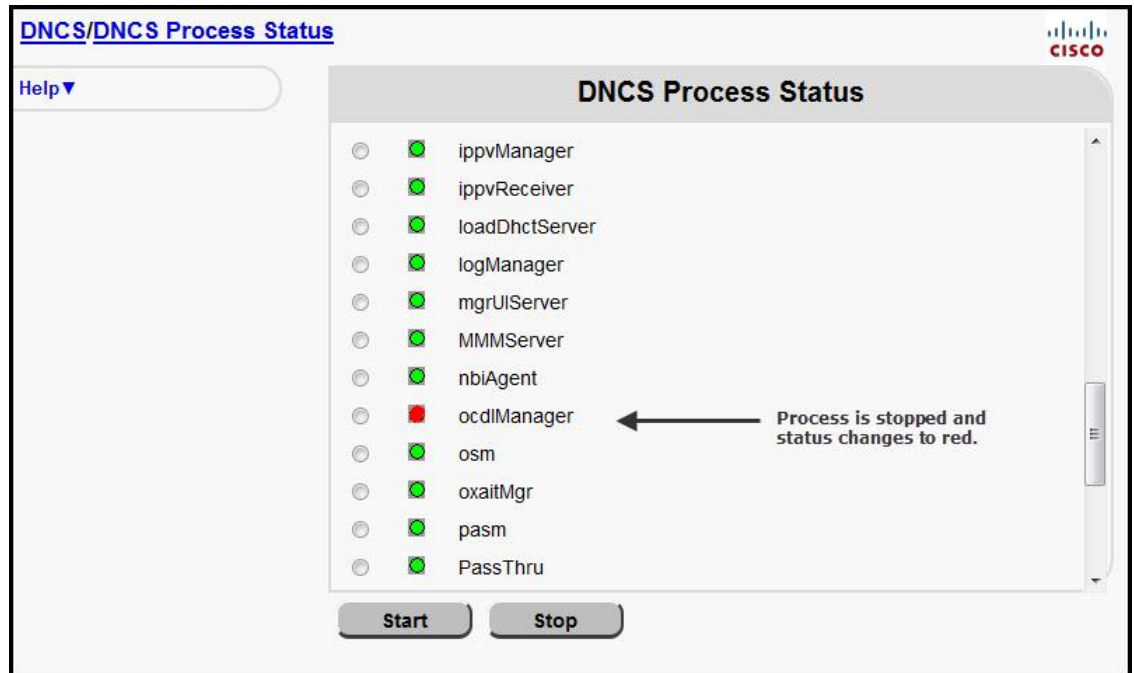 DNCS/DNCS Process Status
CISCO
Help▼
DNCS Process Status
ippvManager
ippvReceiver
loadDhctServer
logManager
mgrUIServer
MMMServer
nbiAgent
ocdlManager
Process is stopped and
status changes to red.
osm
oxaitMgr
pasm
PassThru
Start
Stop